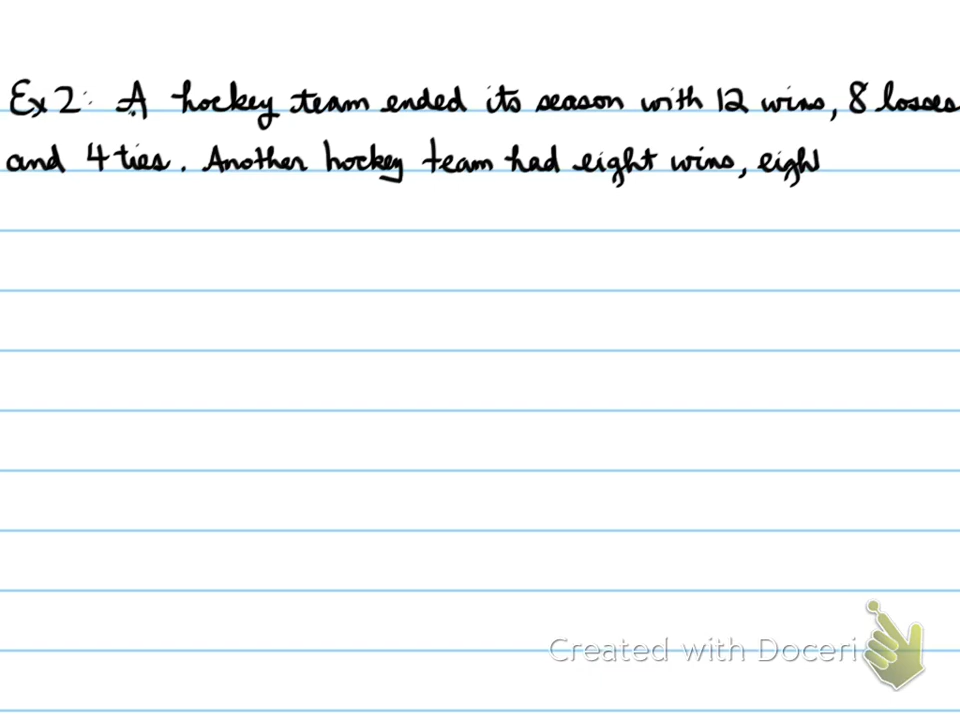 Ex 2: A hockey team ended its season with 12 wins, 8 losses
and 4 ties. Another hockey team had eight wins, eigh
Created with Doceri